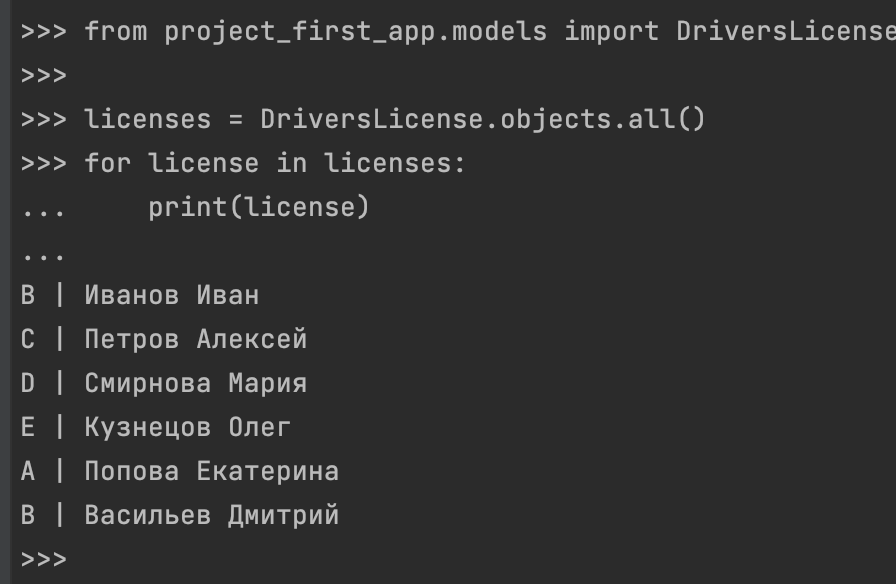 >>> from project_first_app.models import DriversLicense
>>>
>>> licenses = DriversLicense.objects.all()
>>> for license in licenses:
...     print(license)
...
B | Иванов Иван
C | Петров Алексей
D | Смирнова Мария
E | Кузнецов Олег
A | Попова Екатерина
B | Васильев Дмитрий
>>>